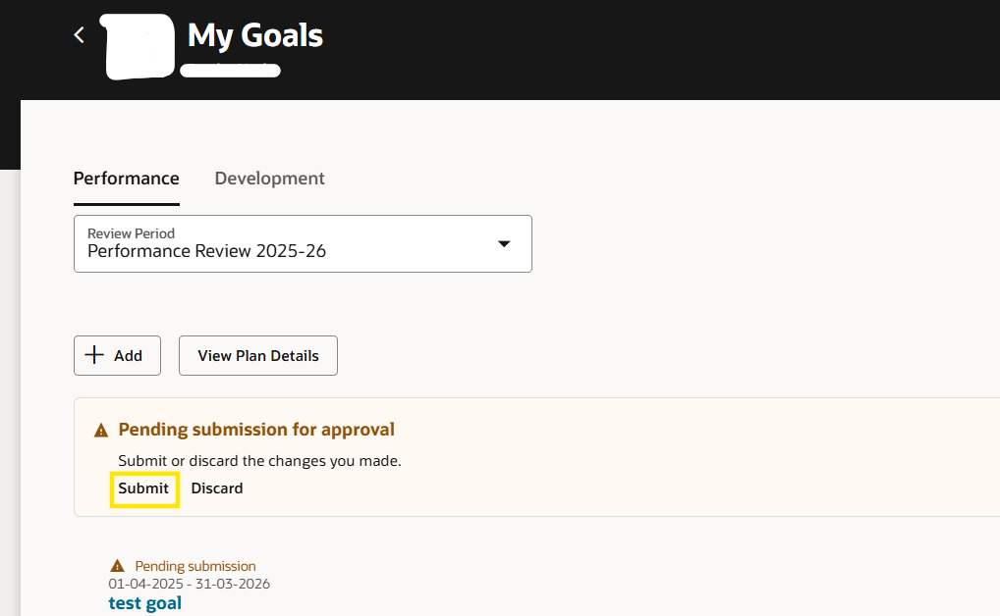 My Goals
Performance Development
Review Period
Performance Review 2025-26
Add View Plan Details
Pending submission for approval
Submit or discard the changes you made.
Submit Discard
Pending submission
01-04-2025 - 31-03-2026
test goal